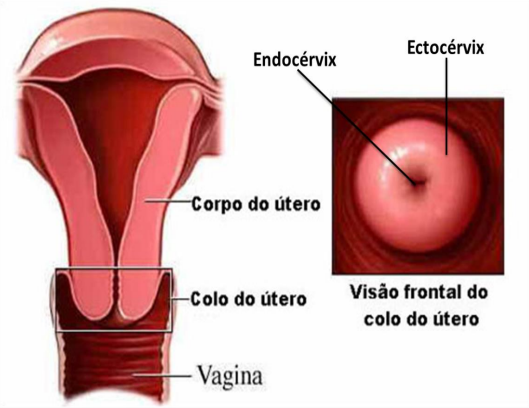 Endocérvix
Ectocérvix
Corpo do útero
Colo do útero
Vagina
Visão frontal do
colo do útero